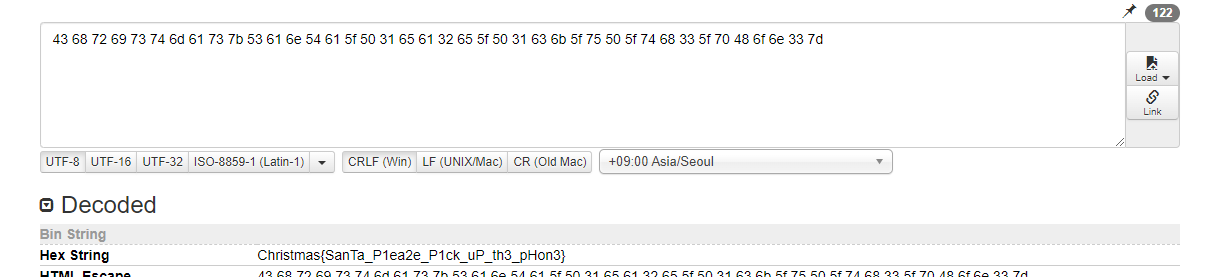 122
43 68 72 69 73 74 6d 61 73 7b 53 61 6e 54 61 5f 50 31 65 61 32 65 5f 50 31 63 6b 5f 75 50 5f 74 68 33 5f 70 48 6f 6e 33 7d
Load
Link
UTF-8 UTF-16 UTF-32 ISO-8859-1 (Latin-1) CRLF (Win) LF (UNIX/Mac) CR (Old Mac) +09:00 Asia/Seoul
Decoded
Bin String
Hex String Christmas{SanTa_P1ea2e_P1ck_uP_th3_pHon3}
HTML Escape 43 68 72 69 73 74 6d 61 73 7b 53 61 6e 54 61 5f 50 31 65 61 32 65 5f 50 31 63 6b 5f 75 50 5f 74 68 33 5f 70 48 6f 6e 33 7d